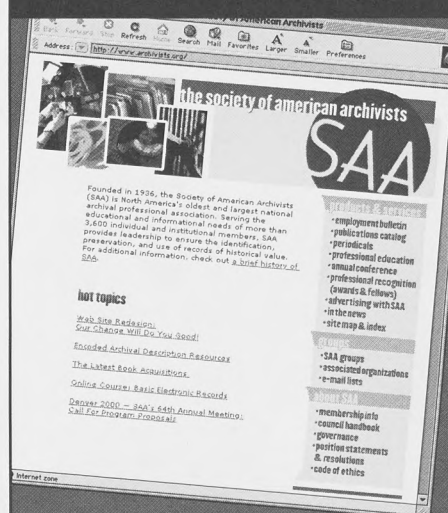 Society of American Archivists
Back Forward Stop Refresh Home Search Mail Favorites Larger Smaller Preferences
Address: http://www.archivists.org/
the society of american archivists
SAA
Founded in 1936, the Society of American Archivists
(SAA) is North America's oldest and largest national
archival professional association. Serving the
educational and informational needs of more than
3,600 individual and institutional members, SAA
provides leadership to ensure the identification,
preservation, and use of records of historical value.
For additional information, check out a brief history of
SAA.
hot topics
Web Site Redesign:
Our Change Will Do You Good!
Encoded Archival Description Resources
The Latest Book Acquisitions
Online Course: Basic Electronic Records
Denver 2000 — SAA's 64th Annual Meeting:
Call For Program Proposals
products & services
•employment bulletin
•publications catalog
•periodicals
•professional education
•annual conference
•professional recognition
(awards & fellows)
•advertising with SAA
•in the news
•site map & index
groups
•SAA groups
•associated organizations
•e-mail lists
about SAA
•membership info
•council handbook
•governance
•position statements
& resolutions
•code of ethics
Internet zone